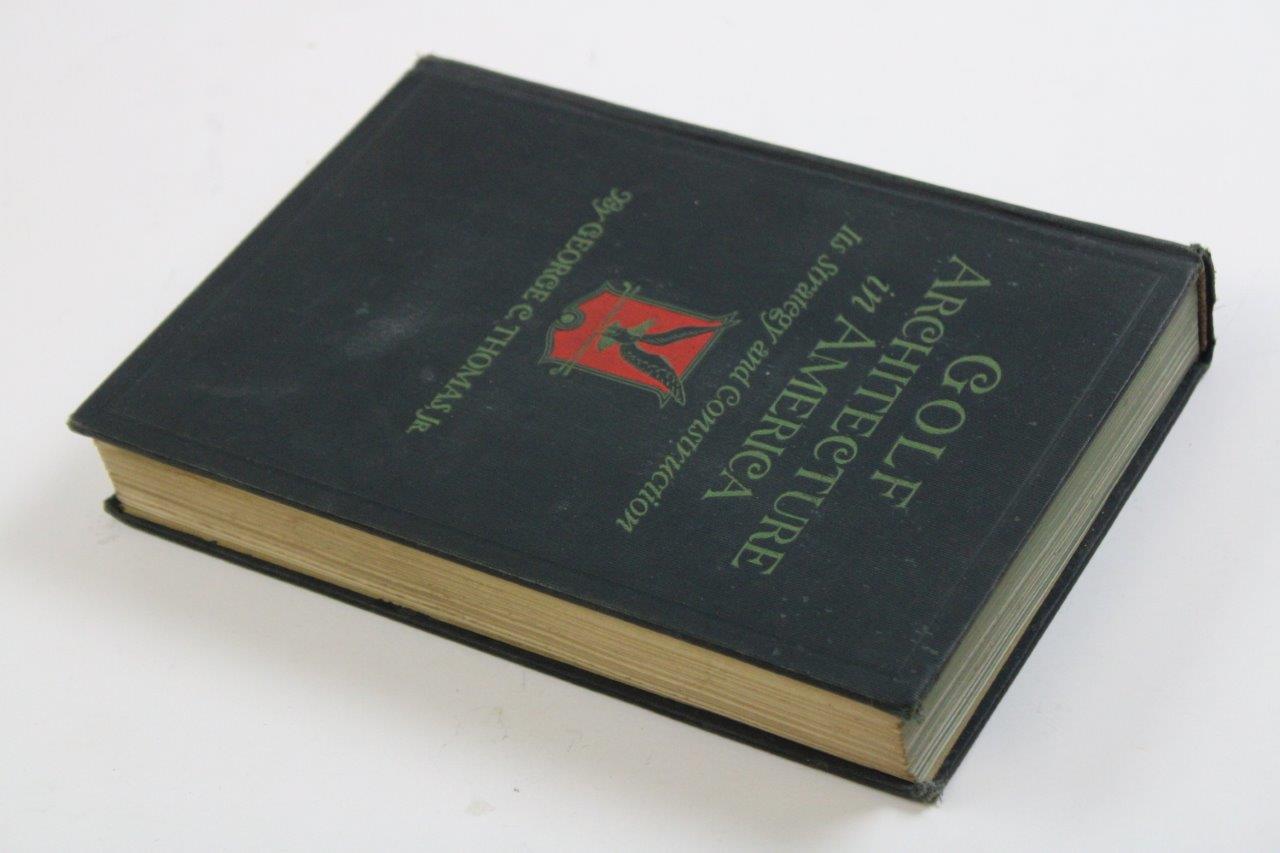 GOLF
ARCHITECTURE
in AMERICA
Its Strategy and Construction
By GEORGE C. THOMAS, JR.